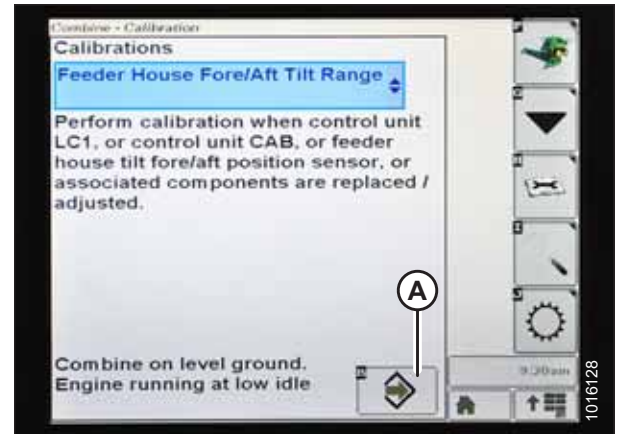 Combine - Calibration
Calibrations
Feeder House Fore/Aft Tilt Range
Perform calibration when control unit
LC1, or control unit CAB, or feeder
house tilt fore/aft position sensor, or
associated components are replaced /
adjusted.
A
Combine on level ground.
Engine running at low idle
9:30am
1016128